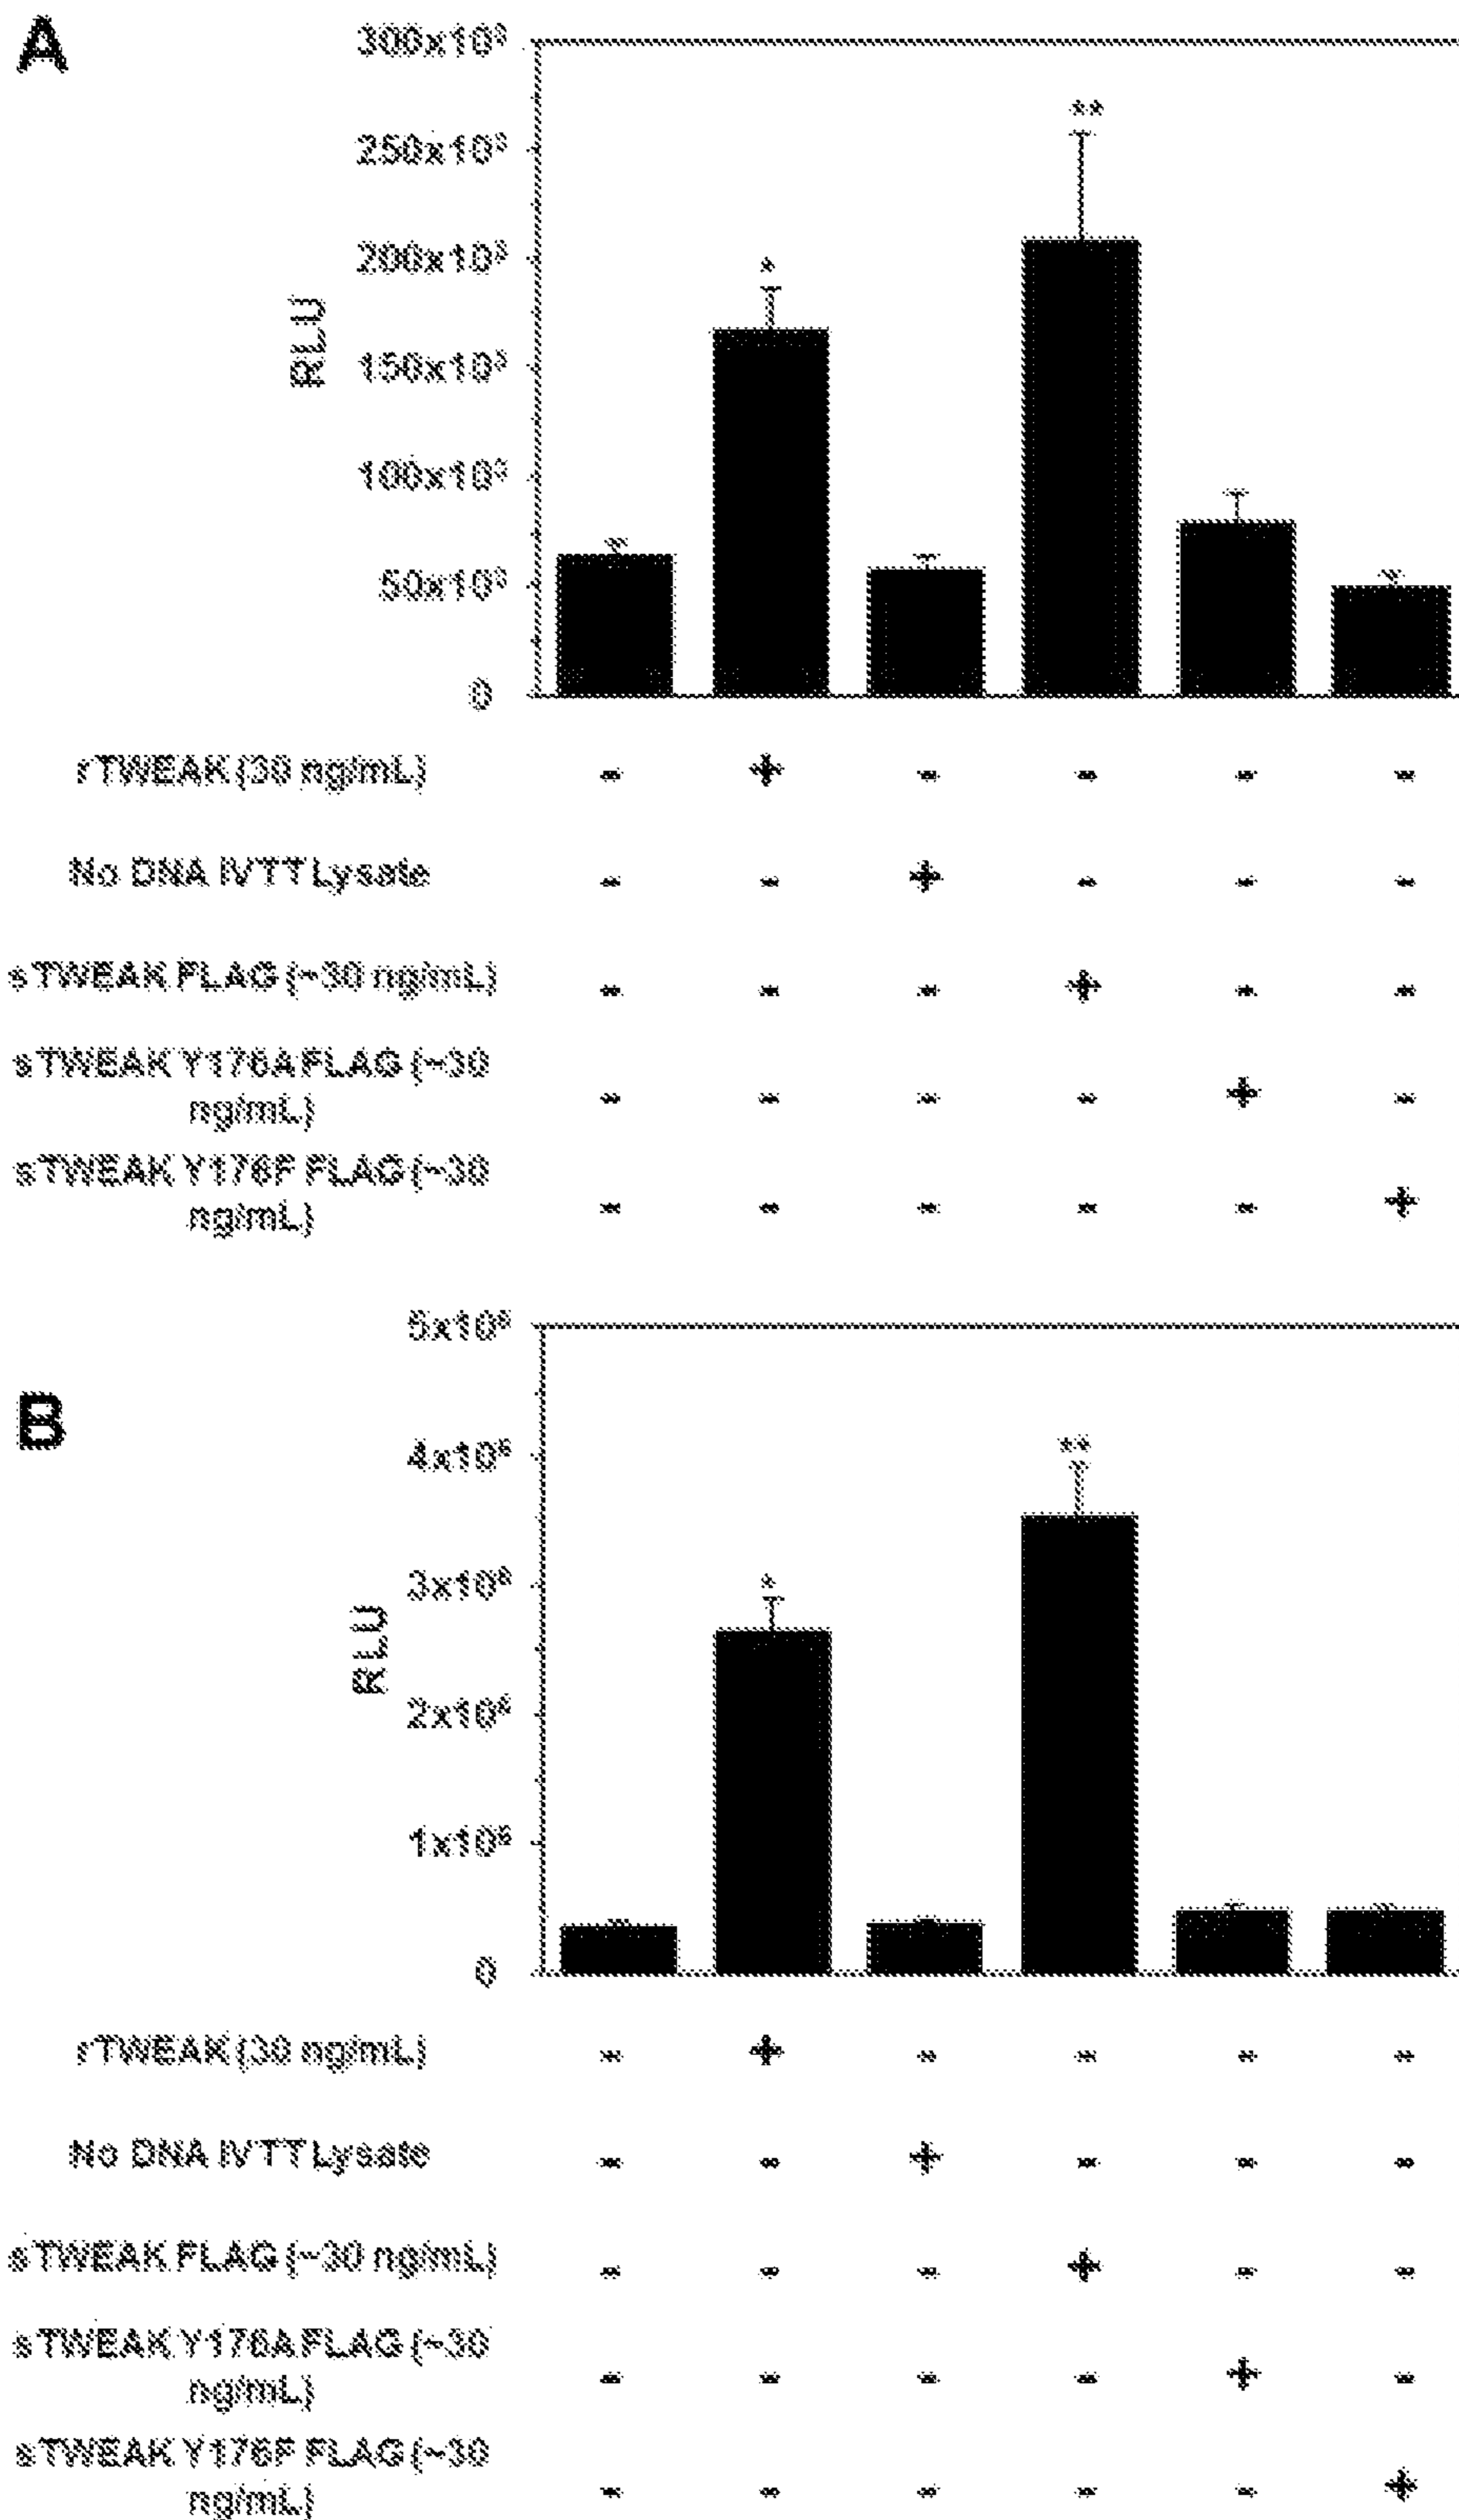 A
300x10³
**
250x10³
200x10³
*
RLU
150x10³
100x10³
50x10³
0
rTWEAK (30 ng/mL) - + - - - -
No DNA IVTT Lysate - - + - - -
sTWEAK FLAG (~30 ng/mL) - - - + - -
sTWEAK Y176A FLAG (~30
ng/mL) - - - - + -
sTWEAK Y176F FLAG (~30
ng/mL) - - - - - +
5x10⁶
B
4x10⁶
**
3x10⁶
*
RLU
2x10⁶
1x10⁶
0
rTWEAK (30 ng/mL) - + - - - -
No DNA IVTT Lysate - - + - - -
sTWEAK FLAG (~30 ng/mL) - - - + - -
sTWEAK Y176A FLAG (~30
ng/mL) - - - - + -
sTWEAK Y176F FLAG (~30
ng/mL) - - - - - +